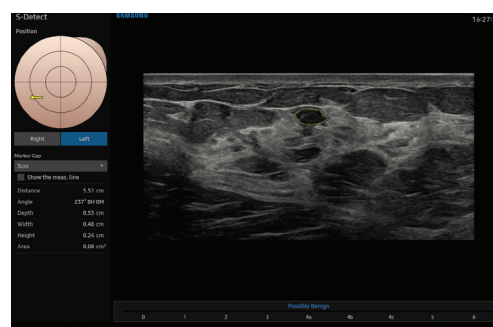 S-Detect
SAMSUNG
16:27:
Position
Right Left
Marker Gap
3cm
Show the meas. line
Distance 5.51 cm
Angle 237° 8H 0M
Depth 0.53 cm
Width 0.48 cm
Height 0.24 cm
Area 0.08 cm²
Possibly Benign
0 1 2 3 4a 4b 4c 5 6